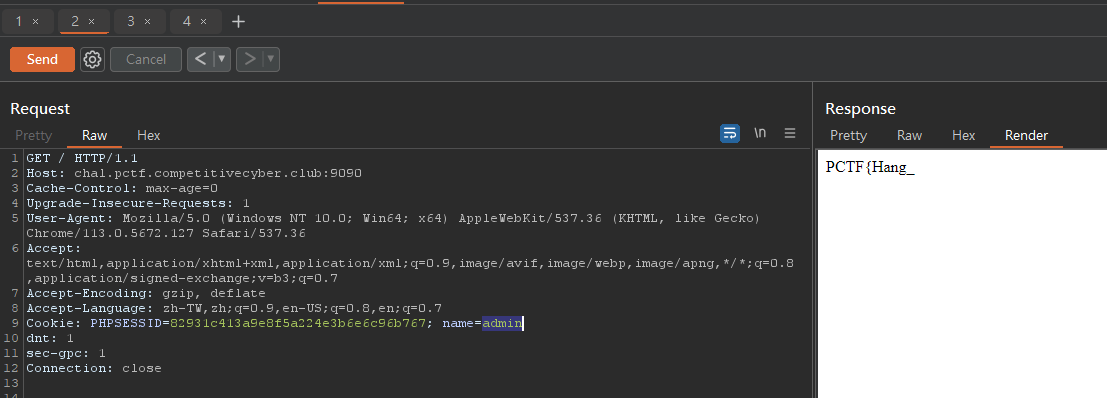 1 × 2 × 3 × 4 × +
Send Cancel < ▼ > ▼
Request
Pretty Raw Hex \n
1 GET / HTTP/1.1
2 Host: chal.pctf.competitivecyber.club:9090
3 Cache-Control: max-age=0
4 Upgrade-Insecure-Requests: 1
5 User-Agent: Mozilla/5.0 (Windows NT 10.0; Win64; x64) AppleWebKit/537.36 (KHTML, like Gecko)
Chrome/113.0.5672.127 Safari/537.36
6 Accept:
text/html,application/xhtml+xml,application/xml;q=0.9,image/avif,image/webp,image/apng,*/*;q=0.8
,application/signed-exchange;v=b3;q=0.7
7 Accept-Encoding: gzip, deflate
8 Accept-Language: zh-TW,zh;q=0.9,en-US;q=0.8,en;q=0.7
9 Cookie: PHPSESSID=82931c413a9e8f5a224e3b6e6c96b767; name=admin
10 dnt: 1
11 sec-gpc: 1
12 Connection: close
13
14
Response
Pretty Raw Hex Render
PCTF{Hang_